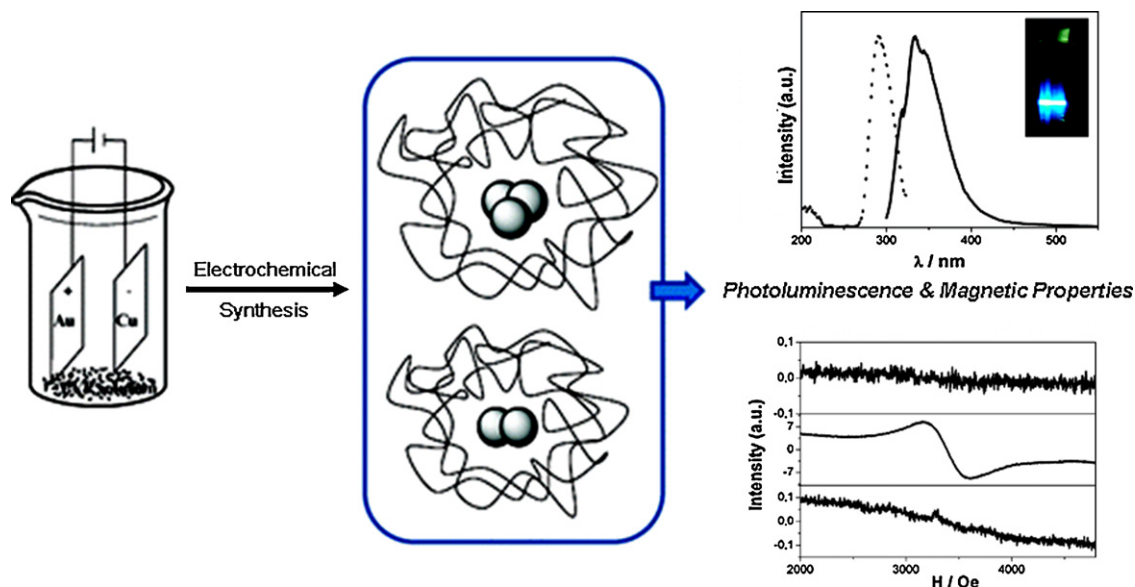 +
-
Au
Cu
Electrochemical
Synthesis
Intensity (a.u.)
200
300
400
500
λ / nm
Photoluminescence & Magnetic Properties
Intensity (a.u.)
0,1
0,0
-0,1
7
0
-7
0,1
0,0
-0,1
2000
3000
4000
H / Oe